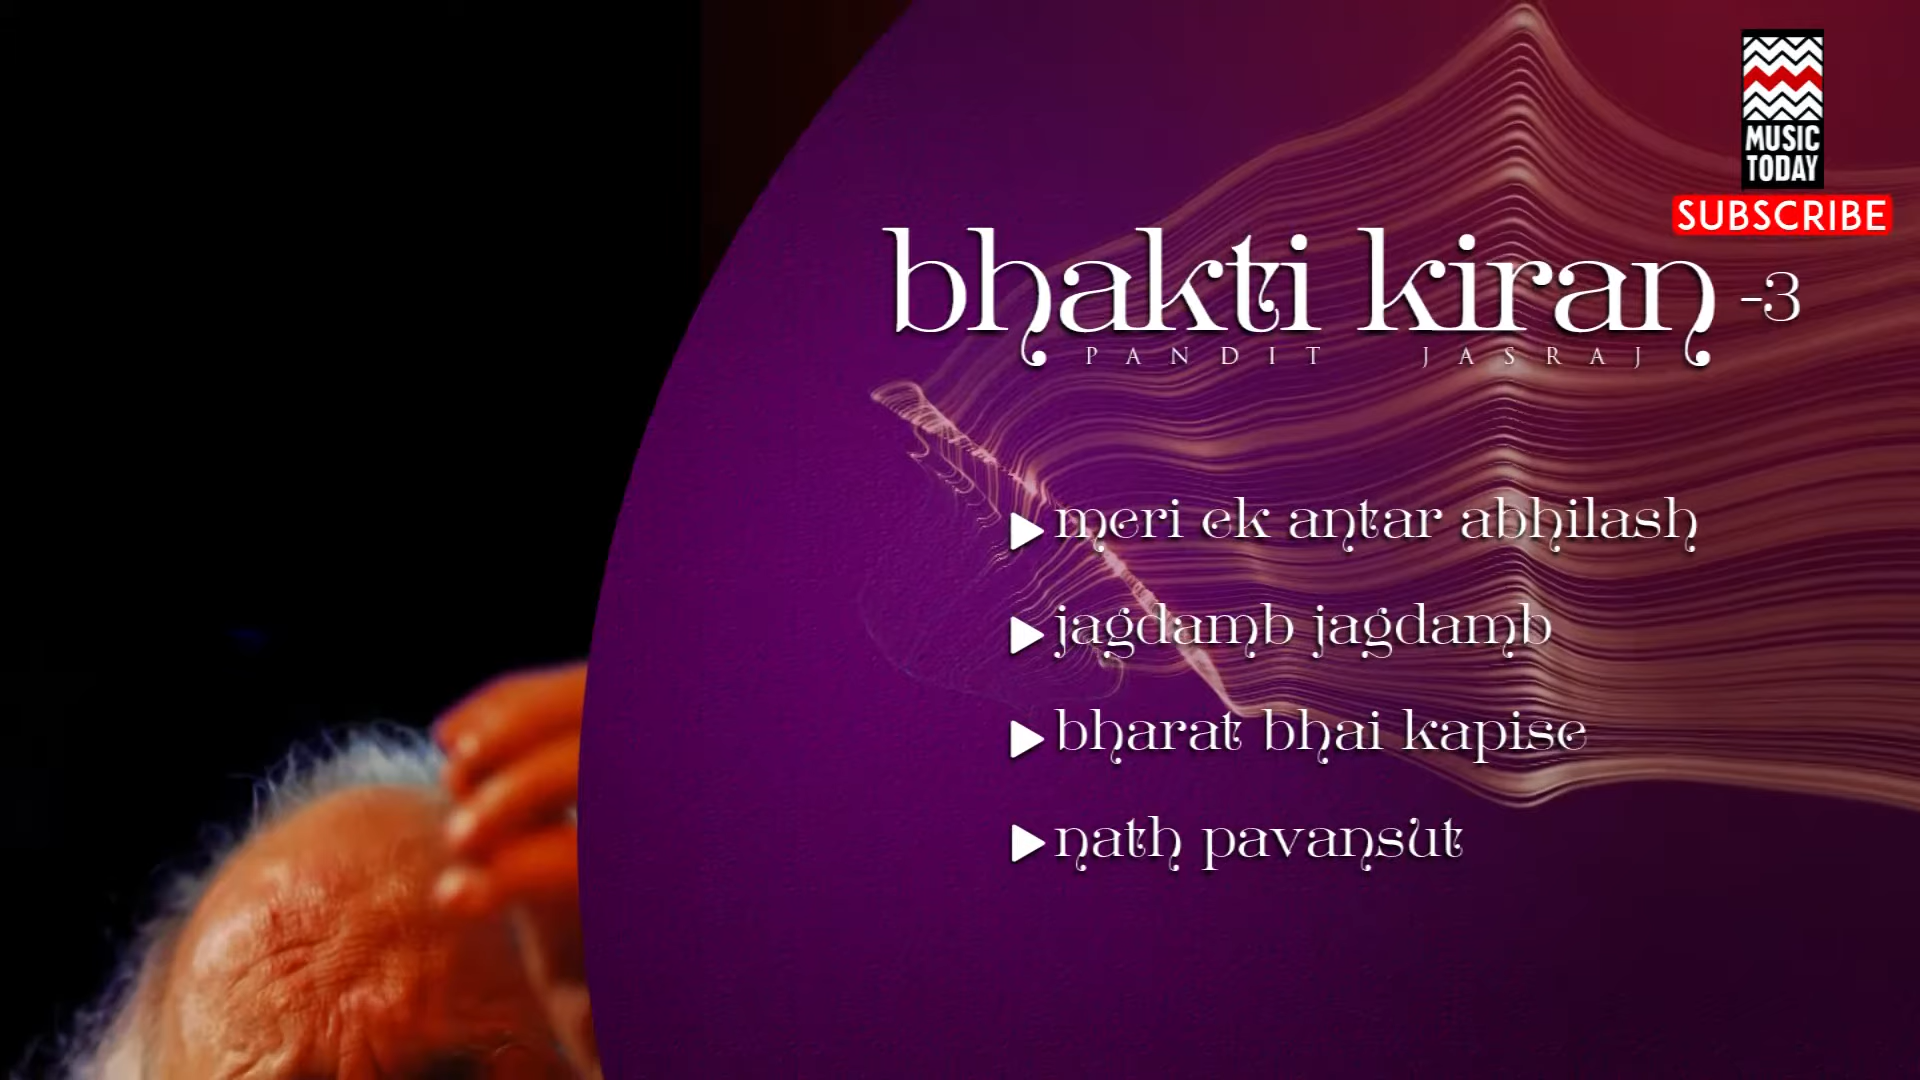 MUSIC
TODAY
SUBSCRIBE
bhakti kiran -3
PANDIT JASRAJ
meri ek antar abhilash
jagdamb jagdamb
bharat bhai kapise
nath pavansut